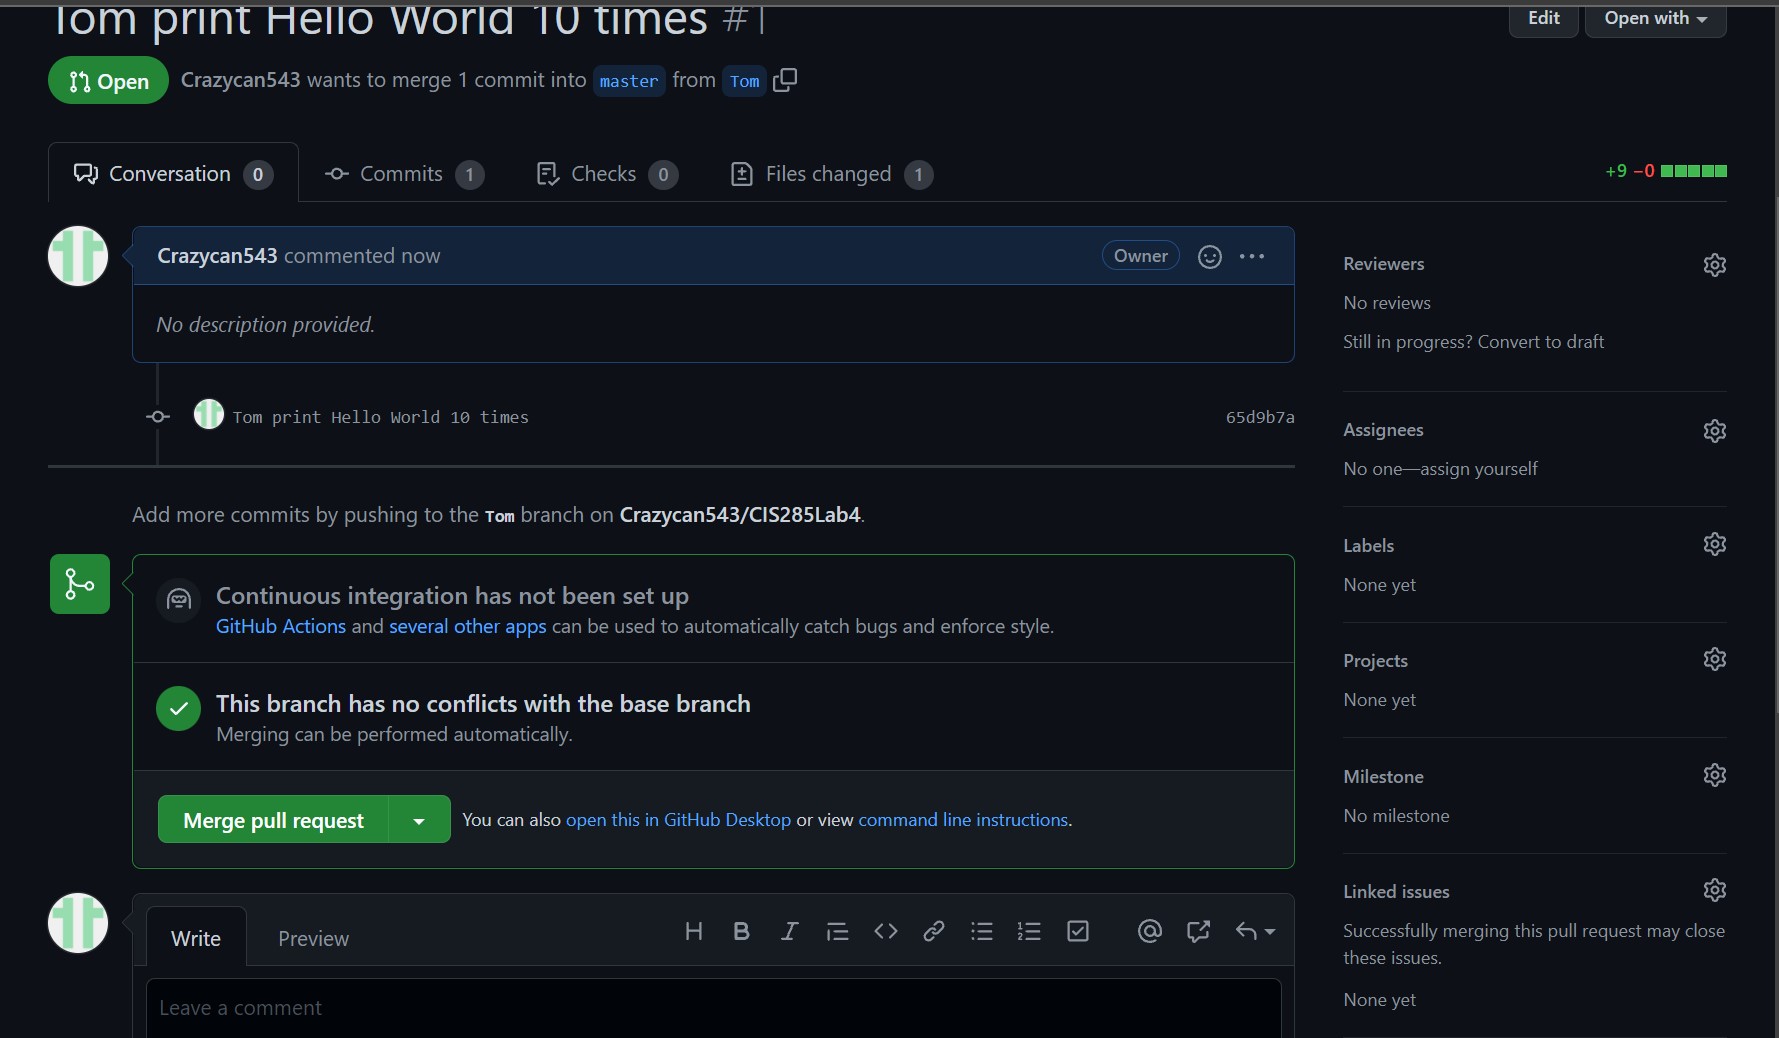 Tom print Hello World 10 times #1
Edit
Open with
Open
Crazycan543 wants to merge 1 commit into master from Tom
Conversation 0
Commits 1
Checks 0
Files changed 1
+9 −0
Crazycan543 commented now
Owner
No description provided.
Tom print Hello World 10 times
65d9b7a
Add more commits by pushing to the Tom branch on Crazycan543/CIS285Lab4.
Continuous integration has not been set up
GitHub Actions and several other apps can be used to automatically catch bugs and enforce style.
This branch has no conflicts with the base branch
Merging can be performed automatically.
Merge pull request
You can also open this in GitHub Desktop or view command line instructions.
Write
Preview
Leave a comment
Reviewers
No reviews
Still in progress? Convert to draft
Assignees
No one—assign yourself
Labels
None yet
Projects
None yet
Milestone
No milestone
Linked issues
Successfully merging this pull request may close
these issues.
None yet